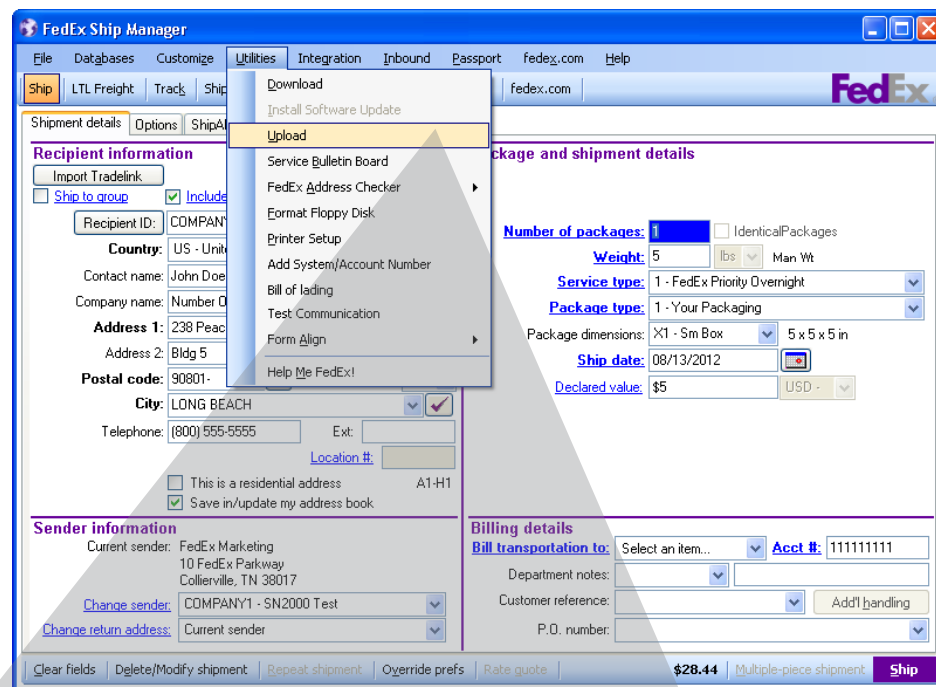 FedEx Ship Manager
File Databases Customize Utilities Integration Inbound Passport fedex.com Help
Ship LTL Freight Track Ship fedex.com FedEx
Shipment details Options ShipAl
Download
Install Software Update
Upload
Service Bulletin Board
FedEx Address Checker
Format Floppy Disk
Printer Setup
Add System/Account Number
Bill of lading
Test Communication
Form Align
Help Me FedEx!
Recipient information
Import Tradelink
Ship to group Include
Recipient ID: COMPANY
Country: US - Unit
Contact name: John Doe
Company name: Number O
Address 1: 238 Peac
Address 2: Bldg 5
Postal code: 90801-
City: LONG BEACH
Telephone: (800) 555-5555 Ext:
Location #:
This is a residential address A1-H1
Save in/update my address book
ckage and shipment details
Number of packages: 1 IdenticalPackages
Weight: 5 lbs Man Wt
Service type: 1 - FedEx Priority Overnight
Package type: 1 - Your Packaging
Package dimensions: X1 - Sm Box 5 x 5 x 5 in
Ship date: 08/13/2012
Declared value: $5 USD -
Sender information
Current sender: FedEx Marketing
10 FedEx Parkway
Collierville, TN 38017
Change sender: COMPANY1 - SN2000 Test
Change return address: Current sender
Billing details
Bill transportation to: Select an item... Acct #: 111111111
Department notes:
Customer reference: Add'l handling
P.O. number:
Clear fields Delete/Modify shipment Repeat shipment Override prefs Rate quote $28.44 Multiple-piece shipment Ship